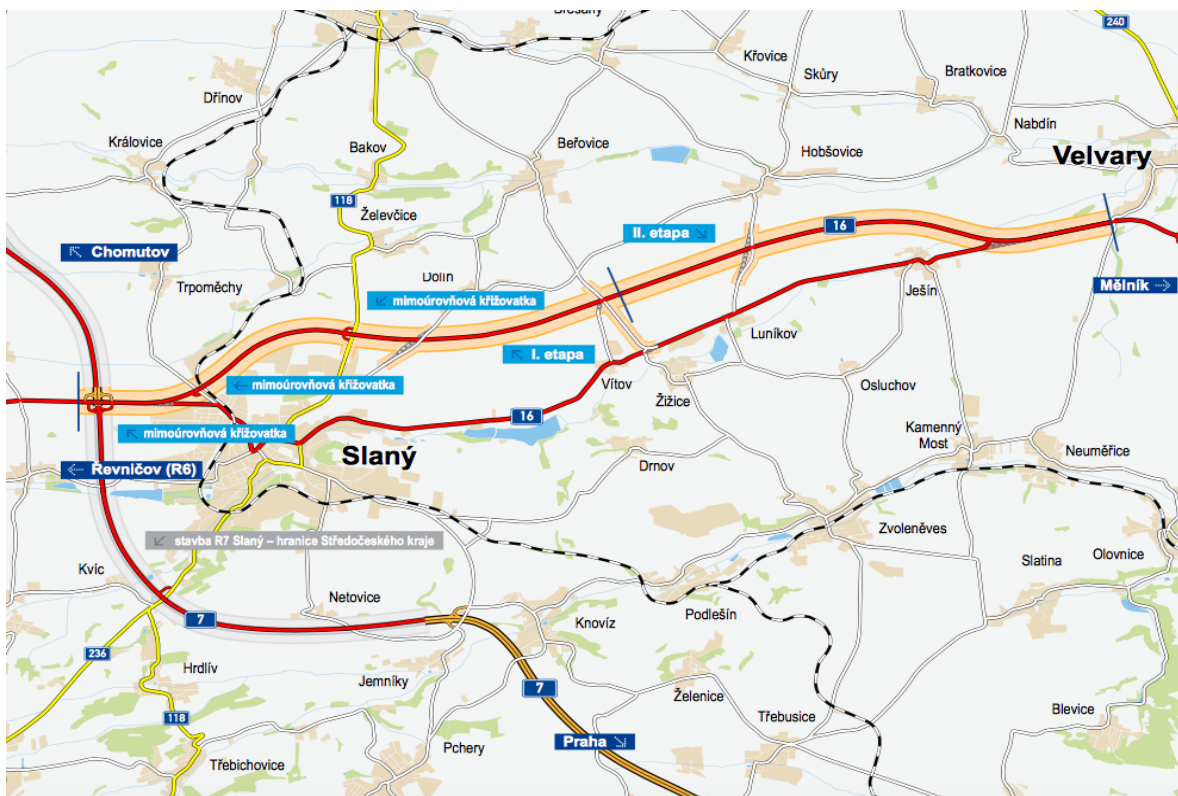 Břešany
240
Křovice
Skůry
Bratkovice
Dřínov
Nabdín
Královice
Bakov
Beřovice
Hobšovice
Velvary
118
Želevčice
II. etapa
16
Chomutov
Dolín
Trpoměchy
mimoúrovňová křižovatka
Ješín
Mělník
I. etapa
Luníkov
mimoúrovňová křižovatka
Vítov
Osluchov
Žižice
16
mimoúrovňová křižovatka
Kamenný
Most
Slaný
Neuměřice
Řevničov (R6)
Drnov
Zvoleněves
stavba R7 Slaný – hranice Středočeského kraje
Olovnice
Slatina
Kvíc
Netovice
7
Podlešín
Knovíz
236
Hrdlív
Jemníky
7
Želenice
118
Třebusice
Blevice
Praha
Pchery
Třebichovice